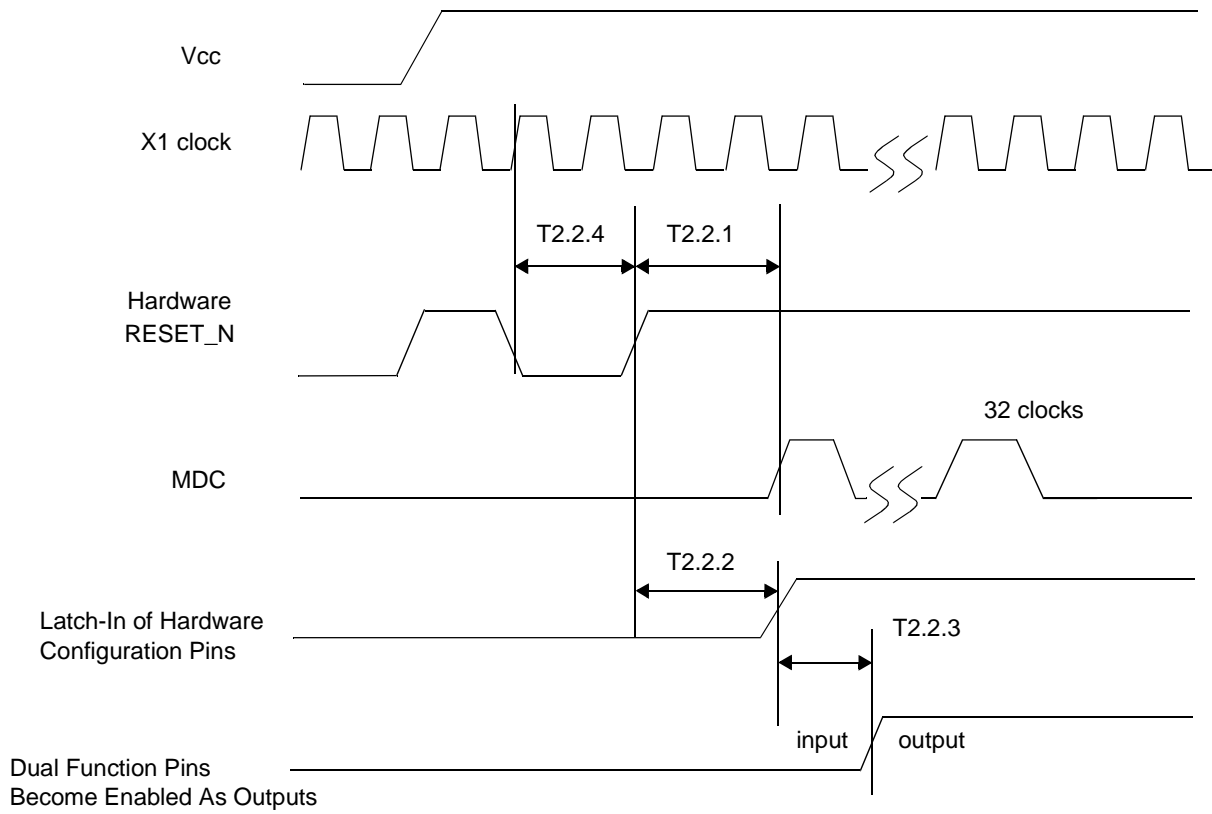 Vcc
X1 clock
T2.2.4
T2.2.1
Hardware
RESET_N
32 clocks
MDC
T2.2.2
Latch-In of Hardware
Configuration Pins
T2.2.3
input
output
Dual Function Pins
Become Enabled As Outputs